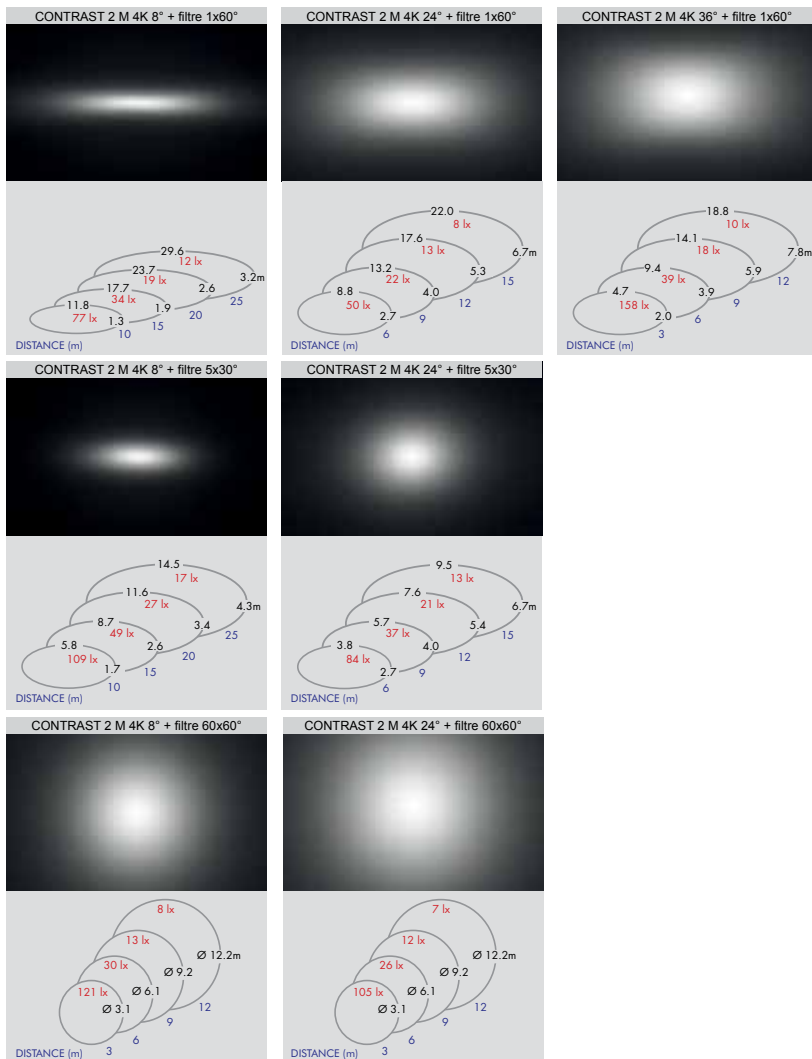 CONTRAST 2 M 4K 8° + filtre 1x60°
29.6
12 lx
23.7
3.2m
19 lx
17.7
2.6
25
34 lx
11.8
1.9
20
77 lx
1.3
15
10
DISTANCE (m)
CONTRAST 2 M 4K 24° + filtre 1x60°
22.0
8 lx
17.6
6.7m
13 lx
13.2
5.3
15
22 lx
8.8
4.0
12
50 lx
2.7
9
6
DISTANCE (m)
CONTRAST 2 M 4K 36° + filtre 1x60°
18.8
10 lx
14.1
7.8m
18 lx
9.4
5.9
12
39 lx
4.7
3.9
9
158 lx
2.0
6
3
DISTANCE (m)
CONTRAST 2 M 4K 8° + filtre 5x30°
14.5
17 lx
11.6
4.3m
27 lx
8.7
3.4
25
49 lx
5.8
2.6
20
109 lx
1.7
15
10
DISTANCE (m)
CONTRAST 2 M 4K 24° + filtre 5x30°
9.5
13 lx
7.6
6.7m
21 lx
5.7
5.4
15
37 lx
3.8
4.0
12
84 lx
2.7
9
6
DISTANCE (m)
CONTRAST 2 M 4K 8° + filtre 60x60°
8 lx
13 lx
Ø 12.2m
30 lx
Ø 9.2
121 lx
Ø 6.1
12
Ø 3.1
9
6
3
DISTANCE (m)
CONTRAST 2 M 4K 24° + filtre 60x60°
7 lx
12 lx
Ø 12.2m
26 lx
Ø 9.2
105 lx
Ø 6.1
12
Ø 3.1
9
6
3
DISTANCE (m)